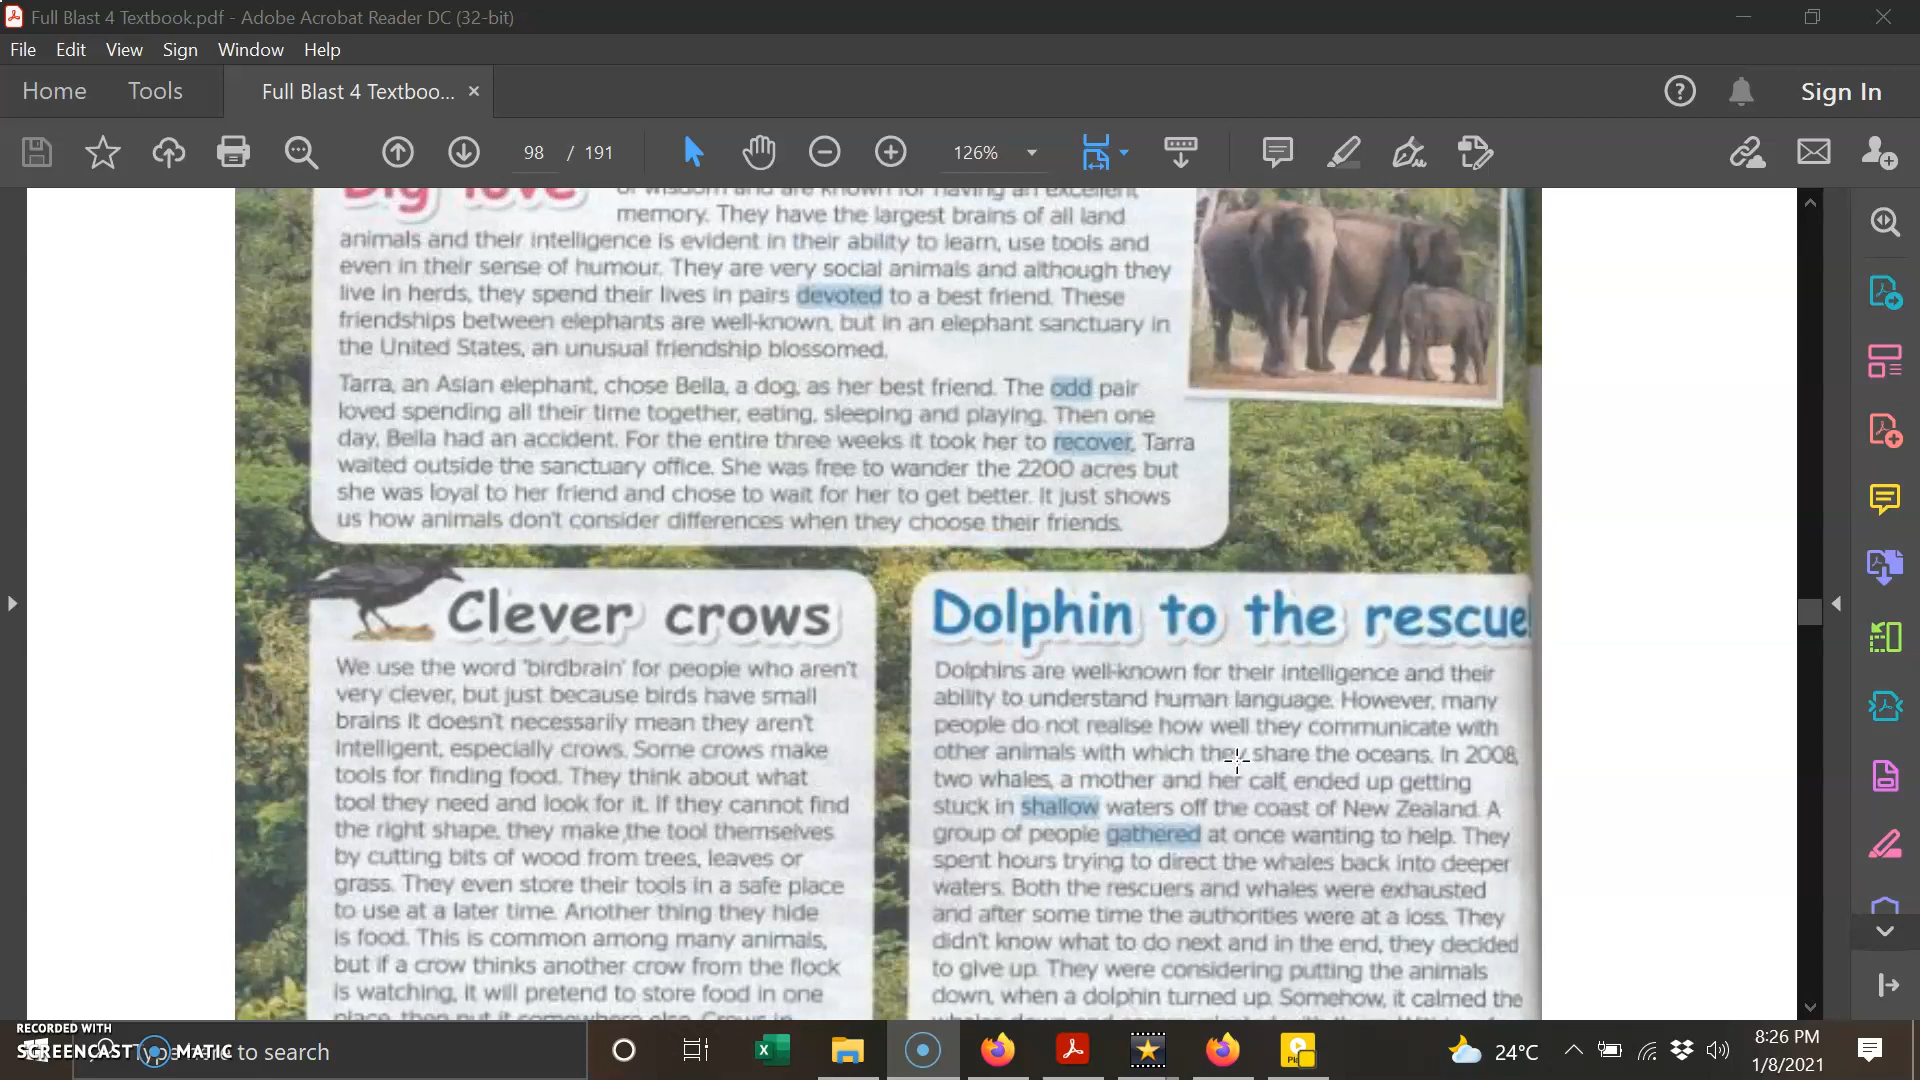 Full Blast 4 Textbook.pdf - Adobe Acrobat Reader DC (32-bit)
File Edit View Sign Window Help
Home Tools Full Blast 4 Textboo... × Sign In
98 / 191 126%
Big love
of wisdom and are known for having an excellent
memory. They have the largest brains of all land
animals and their intelligence is evident in their ability to learn, use tools and
even in their sense of humour. They are very social animals and although they
live in herds, they spend their lives in pairs devoted to a best friend. These
friendships between elephants are well-known, but in an elephant sanctuary in
the United States, an unusual friendship blossomed.
Tarra, an Asian elephant, chose Bella, a dog, as her best friend. The odd pair
loved spending all their time together, eating, sleeping and playing. Then one
day, Bella had an accident. For the entire three weeks it took her to recover, Tarra
waited outside the sanctuary office. She was free to wander the 2200 acres but
she was loyal to her friend and chose to wait for her to get better. It just shows
us how animals don't consider differences when they choose their friends.
Clever crows
We use the word 'birdbrain' for people who aren't
very clever, but just because birds have small
brains it doesn't necessarily mean they aren't
intelligent, especially crows. Some crows make
tools for finding food. They think about what
tool they need and look for it. If they cannot find
the right shape, they make the tool themselves
by cutting bits of wood from trees, leaves or
grass. They even store their tools in a safe place
to use at a later time. Another thing they hide
is food. This is common among many animals,
but if a crow thinks another crow from the flock
is watching, it will pretend to store food in one
place, then put it somewhere else. Crows in
Dolphin to the rescue!
Dolphins are well-known for their intelligence and their
ability to understand human language. However, many
people do not realise how well they communicate with
other animals with which they share the oceans. In 2008,
two whales, a mother and her calf, ended up getting
stuck in shallow waters off the coast of New Zealand. A
group of people gathered at once wanting to help. They
spent hours trying to direct the whales back into deeper
waters. Both the rescuers and whales were exhausted
and after some time the authorities were at a loss. They
didn't know what to do next and in the end, they decided
to give up. They were considering putting the animals
down, when a dolphin turned up. Somehow, it calmed the
RECORDED WITH
SCREENCAST MATIC
to search
24°C
8:26 PM
1/8/2021